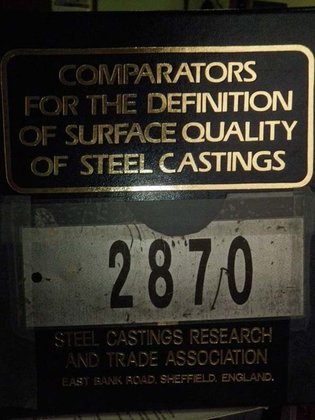 COMPARATORS
FOR THE DEFINITION
OF SURFACE QUALITY
OF STEEL CASTINGS
2870
STEEL CASTINGS RESEARCH
AND TRADE ASSOCIATION
EAST BANK ROAD, SHEFFIELD, ENGLAND.